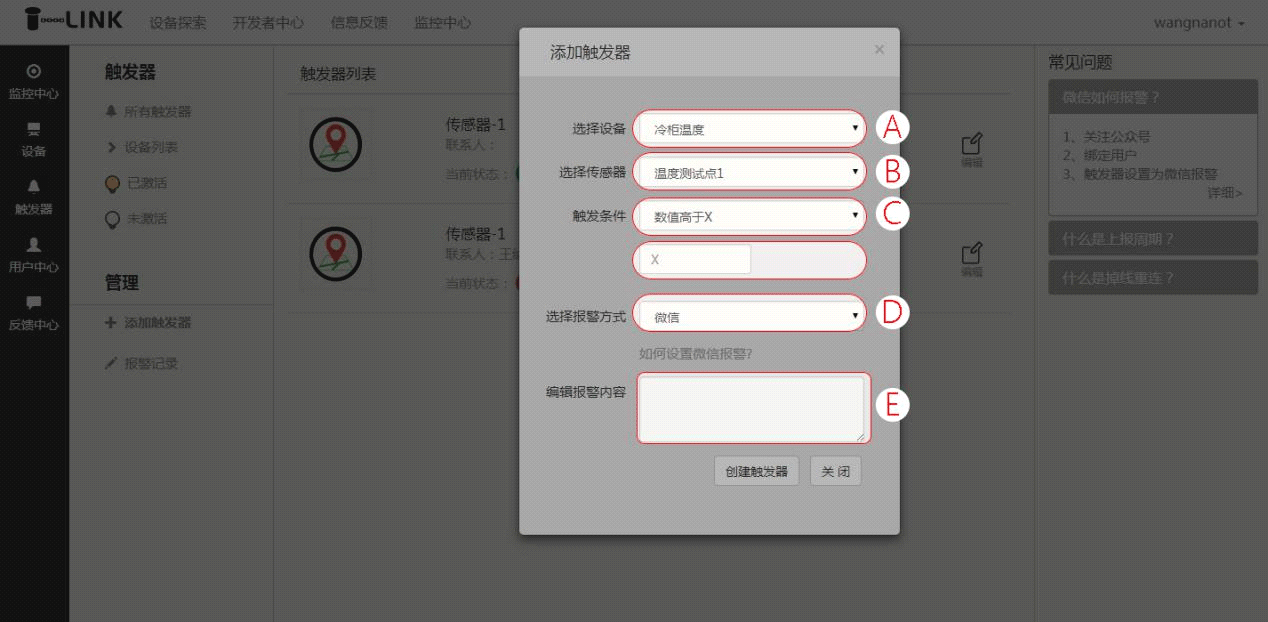 LINK
设备探索 开发者中心 信息反馈 监控中心
wangnanot
监控中心
设备
触发器
用户中心
反馈中心
触发器
所有触发器
设备列表
已激活
未激活
管理
添加触发器
报警记录
触发器列表
传感器-1
联系人：
当前状态：
编辑
传感器-1
联系人：王
当前状态：
编辑
添加触发器 ×
选择设备 冷柜温度 A
选择传感器 温度测试点1 B
触发条件 数值高于X C
X
选择报警方式 微信 D
如何设置微信报警?
编辑报警内容 E
创建触发器 关 闭
常见问题
微信如何报警？
1、关注公众号
2、绑定用户
3、触发器设置为微信报警
详细>
什么是上报周期？
什么是掉线重连？